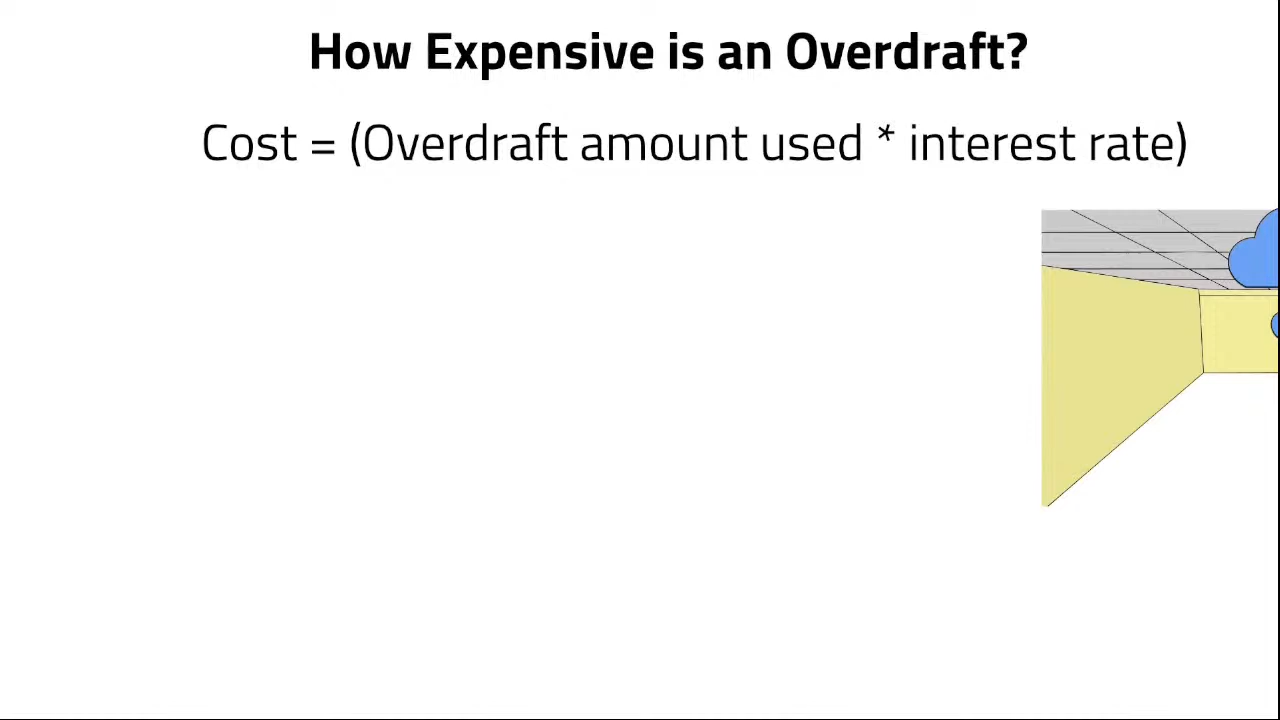 How Expensive is an Overdraft?
Cost = (Overdraft amount used * interest rate)